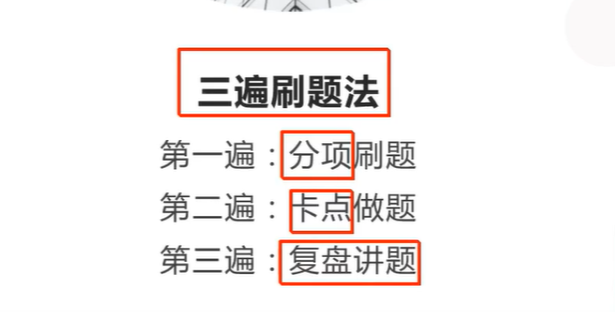 三遍刷题法
第一遍：分项刷题
第二遍：卡点做题
第三遍：复盘讲题